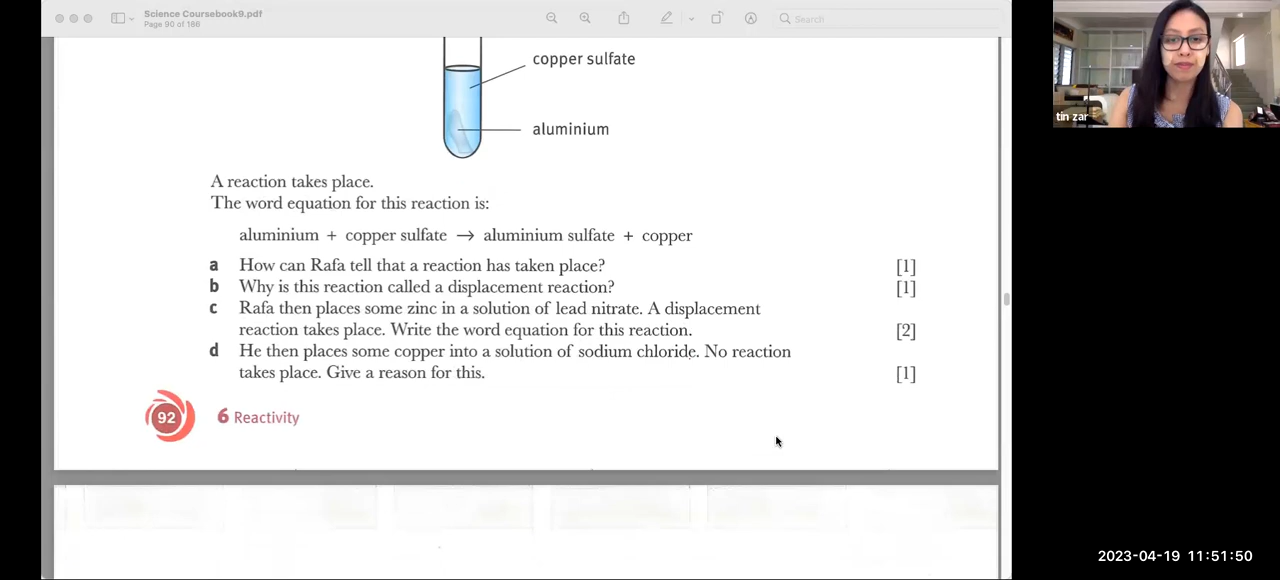 Science Coursebook9.pdf
Page 90 of 186
Search
copper sulfate
aluminium
A reaction takes place.
The word equation for this reaction is:
aluminium + copper sulfate → aluminium sulfate + copper
a How can Rafa tell that a reaction has taken place? [1]
b Why is this reaction called a displacement reaction? [1]
c Rafa then places some zinc in a solution of lead nitrate. A displacement
reaction takes place. Write the word equation for this reaction. [2]
d He then places some copper into a solution of sodium chloride. No reaction
takes place. Give a reason for this. [1]
92 6 Reactivity
tin zar
2023-04-19 11:51:50